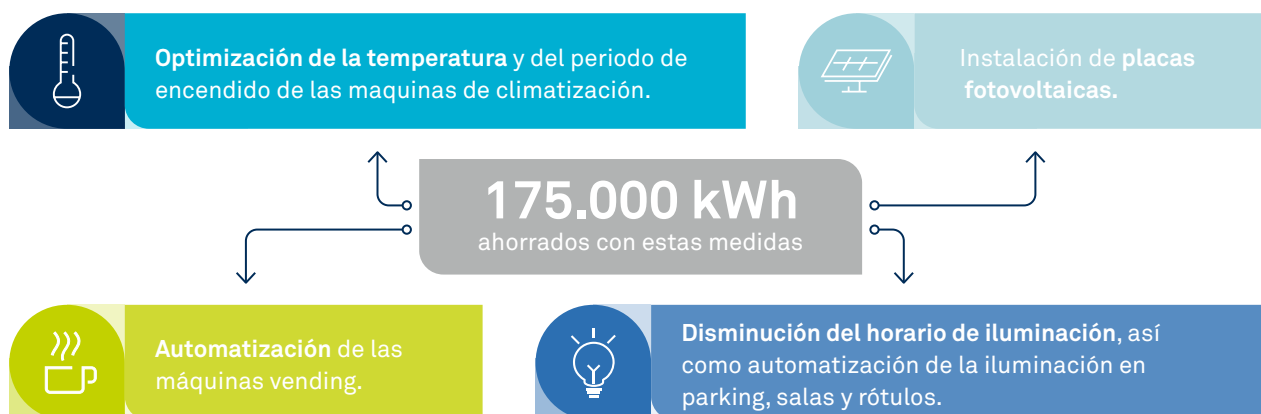 Optimización de la temperatura y del periodo de
encendido de las maquinas de climatización.
Instalación de placas
fotovoltaicas.
175.000 kWh
ahorrados con estas medidas
Automatización de las
máquinas vending.
Disminución del horario de iluminación, así
como automatización de la iluminación en
parking, salas y rótulos.